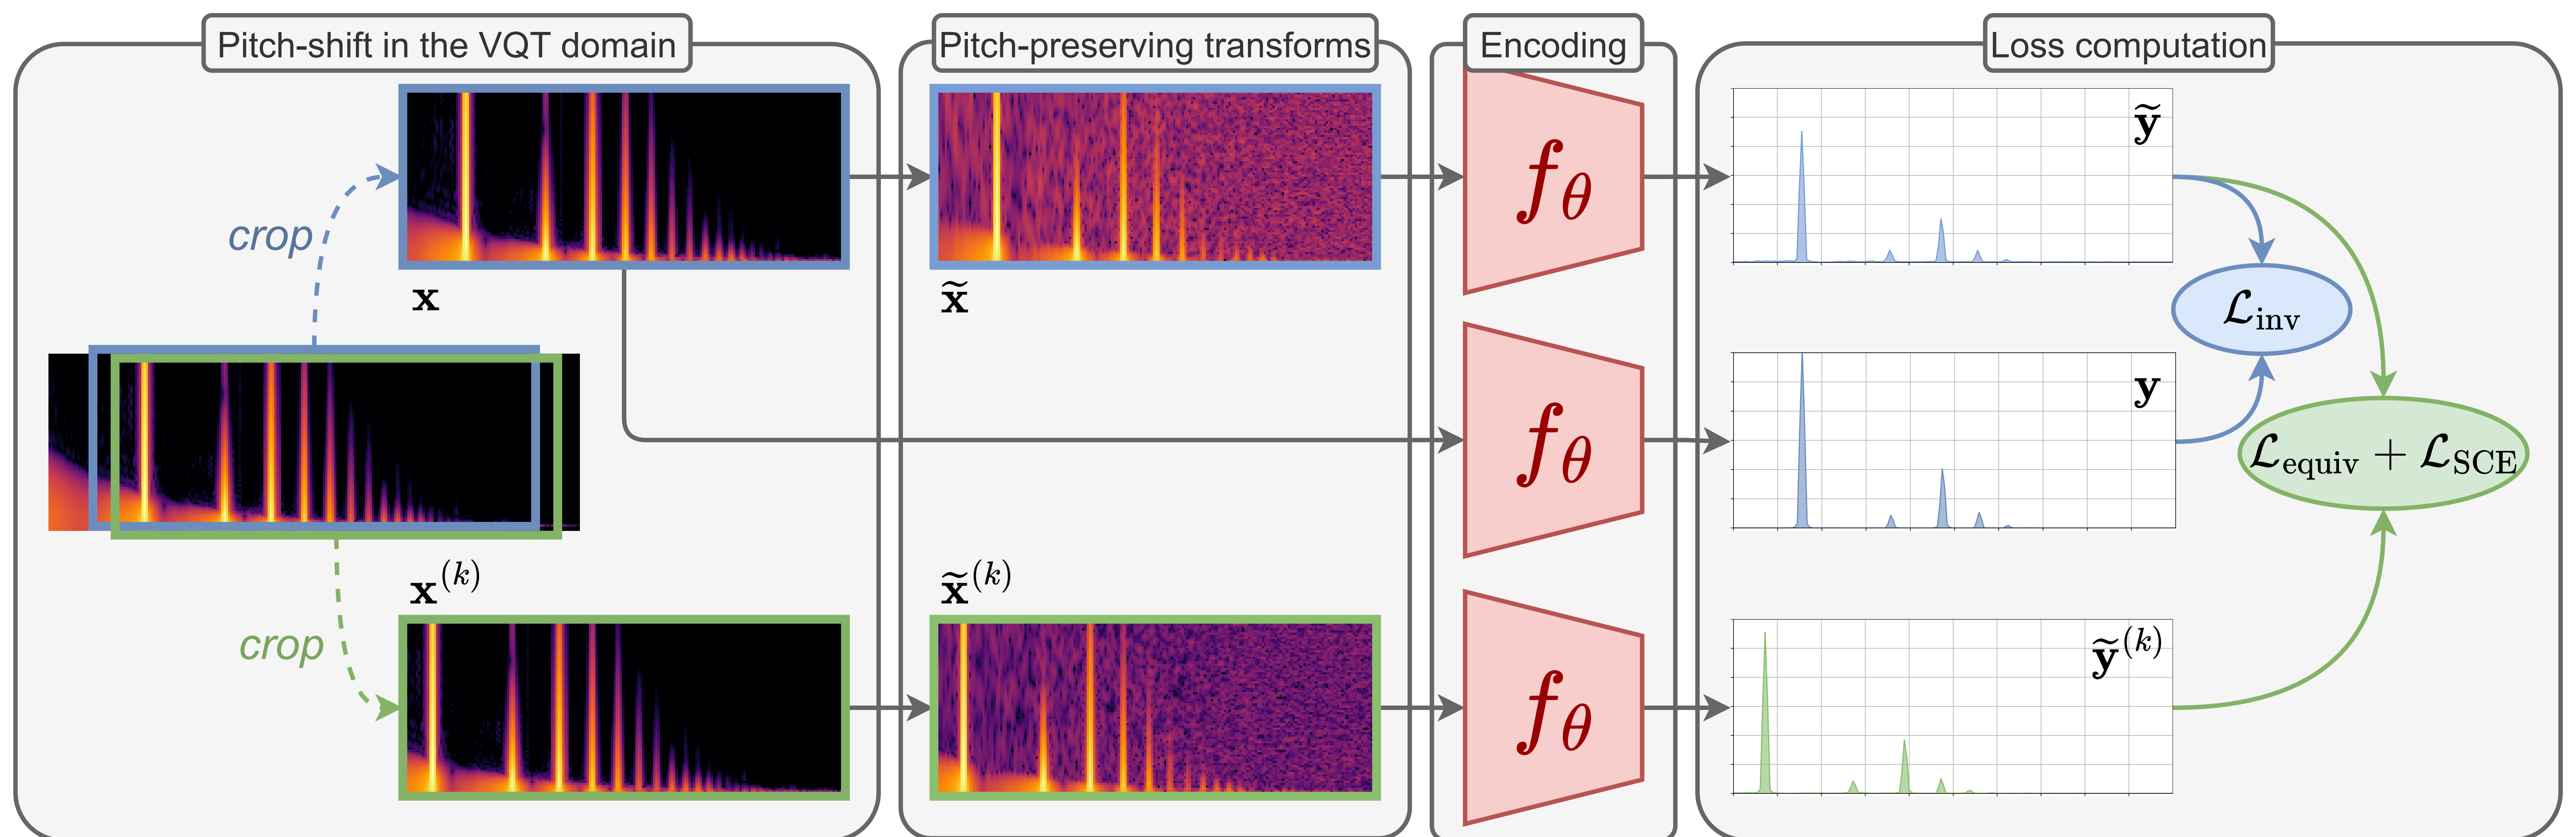 Pitch-shift in the VQT domain
Pitch-preserving transforms
Encoding
Loss computation
crop
x
x̃
f_θ
ỹ
ℒ_inv
f_θ
y
ℒ_equiv + ℒ_SCE
crop
x^(k)
x̃^(k)
f_θ
ỹ^(k)